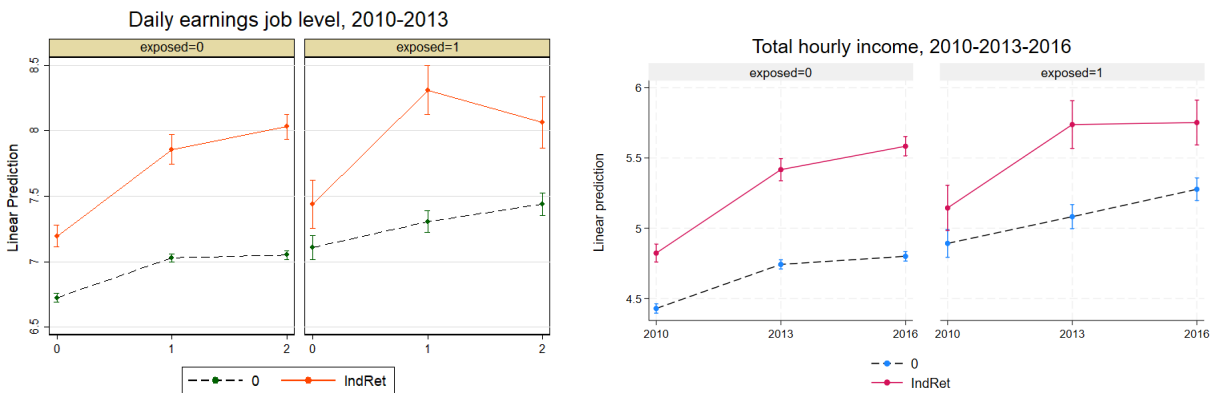 Daily earnings job level, 2010-2013
exposed=0
exposed=1
Linear Prediction
8.5
8
7.5
7
6.5
0
1
2
0
1
2
0
IndRet
Total hourly income, 2010-2013-2016
exposed=0
exposed=1
Linear prediction
6
5.5
5
4.5
2010
2013
2016
2010
2013
2016
0
IndRet